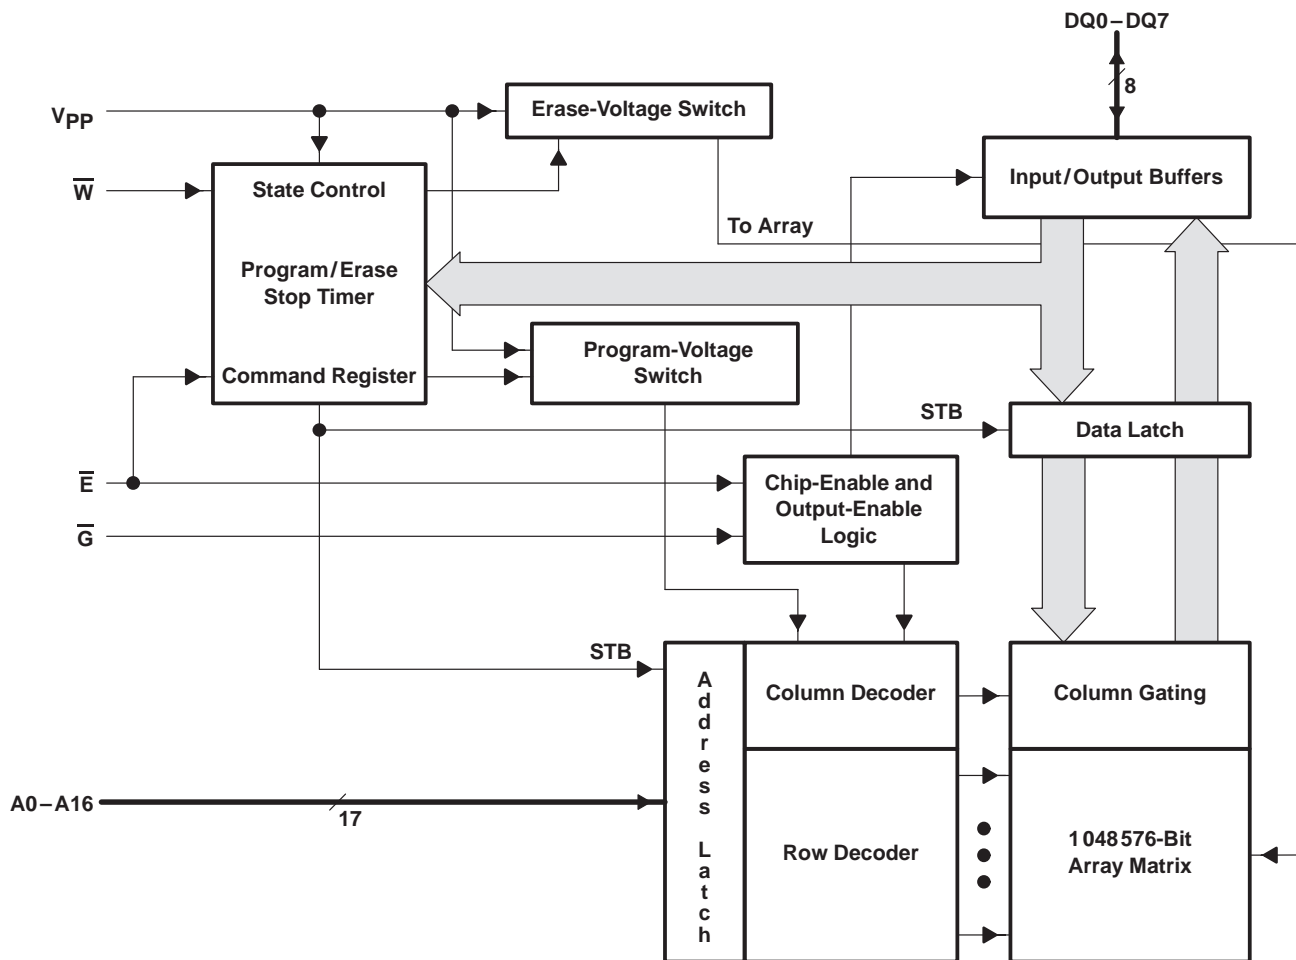 DQ0–DQ7
8
VPP
Erase-Voltage Switch
W̅
State Control
Input/Output Buffers
To Array
Program/Erase
Stop Timer
Program-Voltage
Switch
Command Register
STB
Data Latch
E̅
Chip-Enable and
Output-Enable
Logic
G̅
STB
Address Latch
Column Decoder
Column Gating
A0–A16
17
Row Decoder
1048576-Bit
Array Matrix